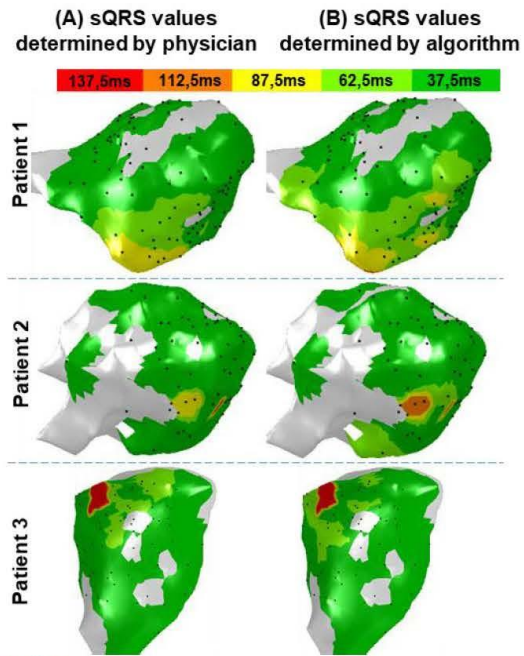 (A) sQRS values
determined by physician
(B) sQRS values
determined by algorithm
137,5ms 112,5ms 87,5ms 62,5ms 37,5ms
Patient 1
Patient 2
Patient 3